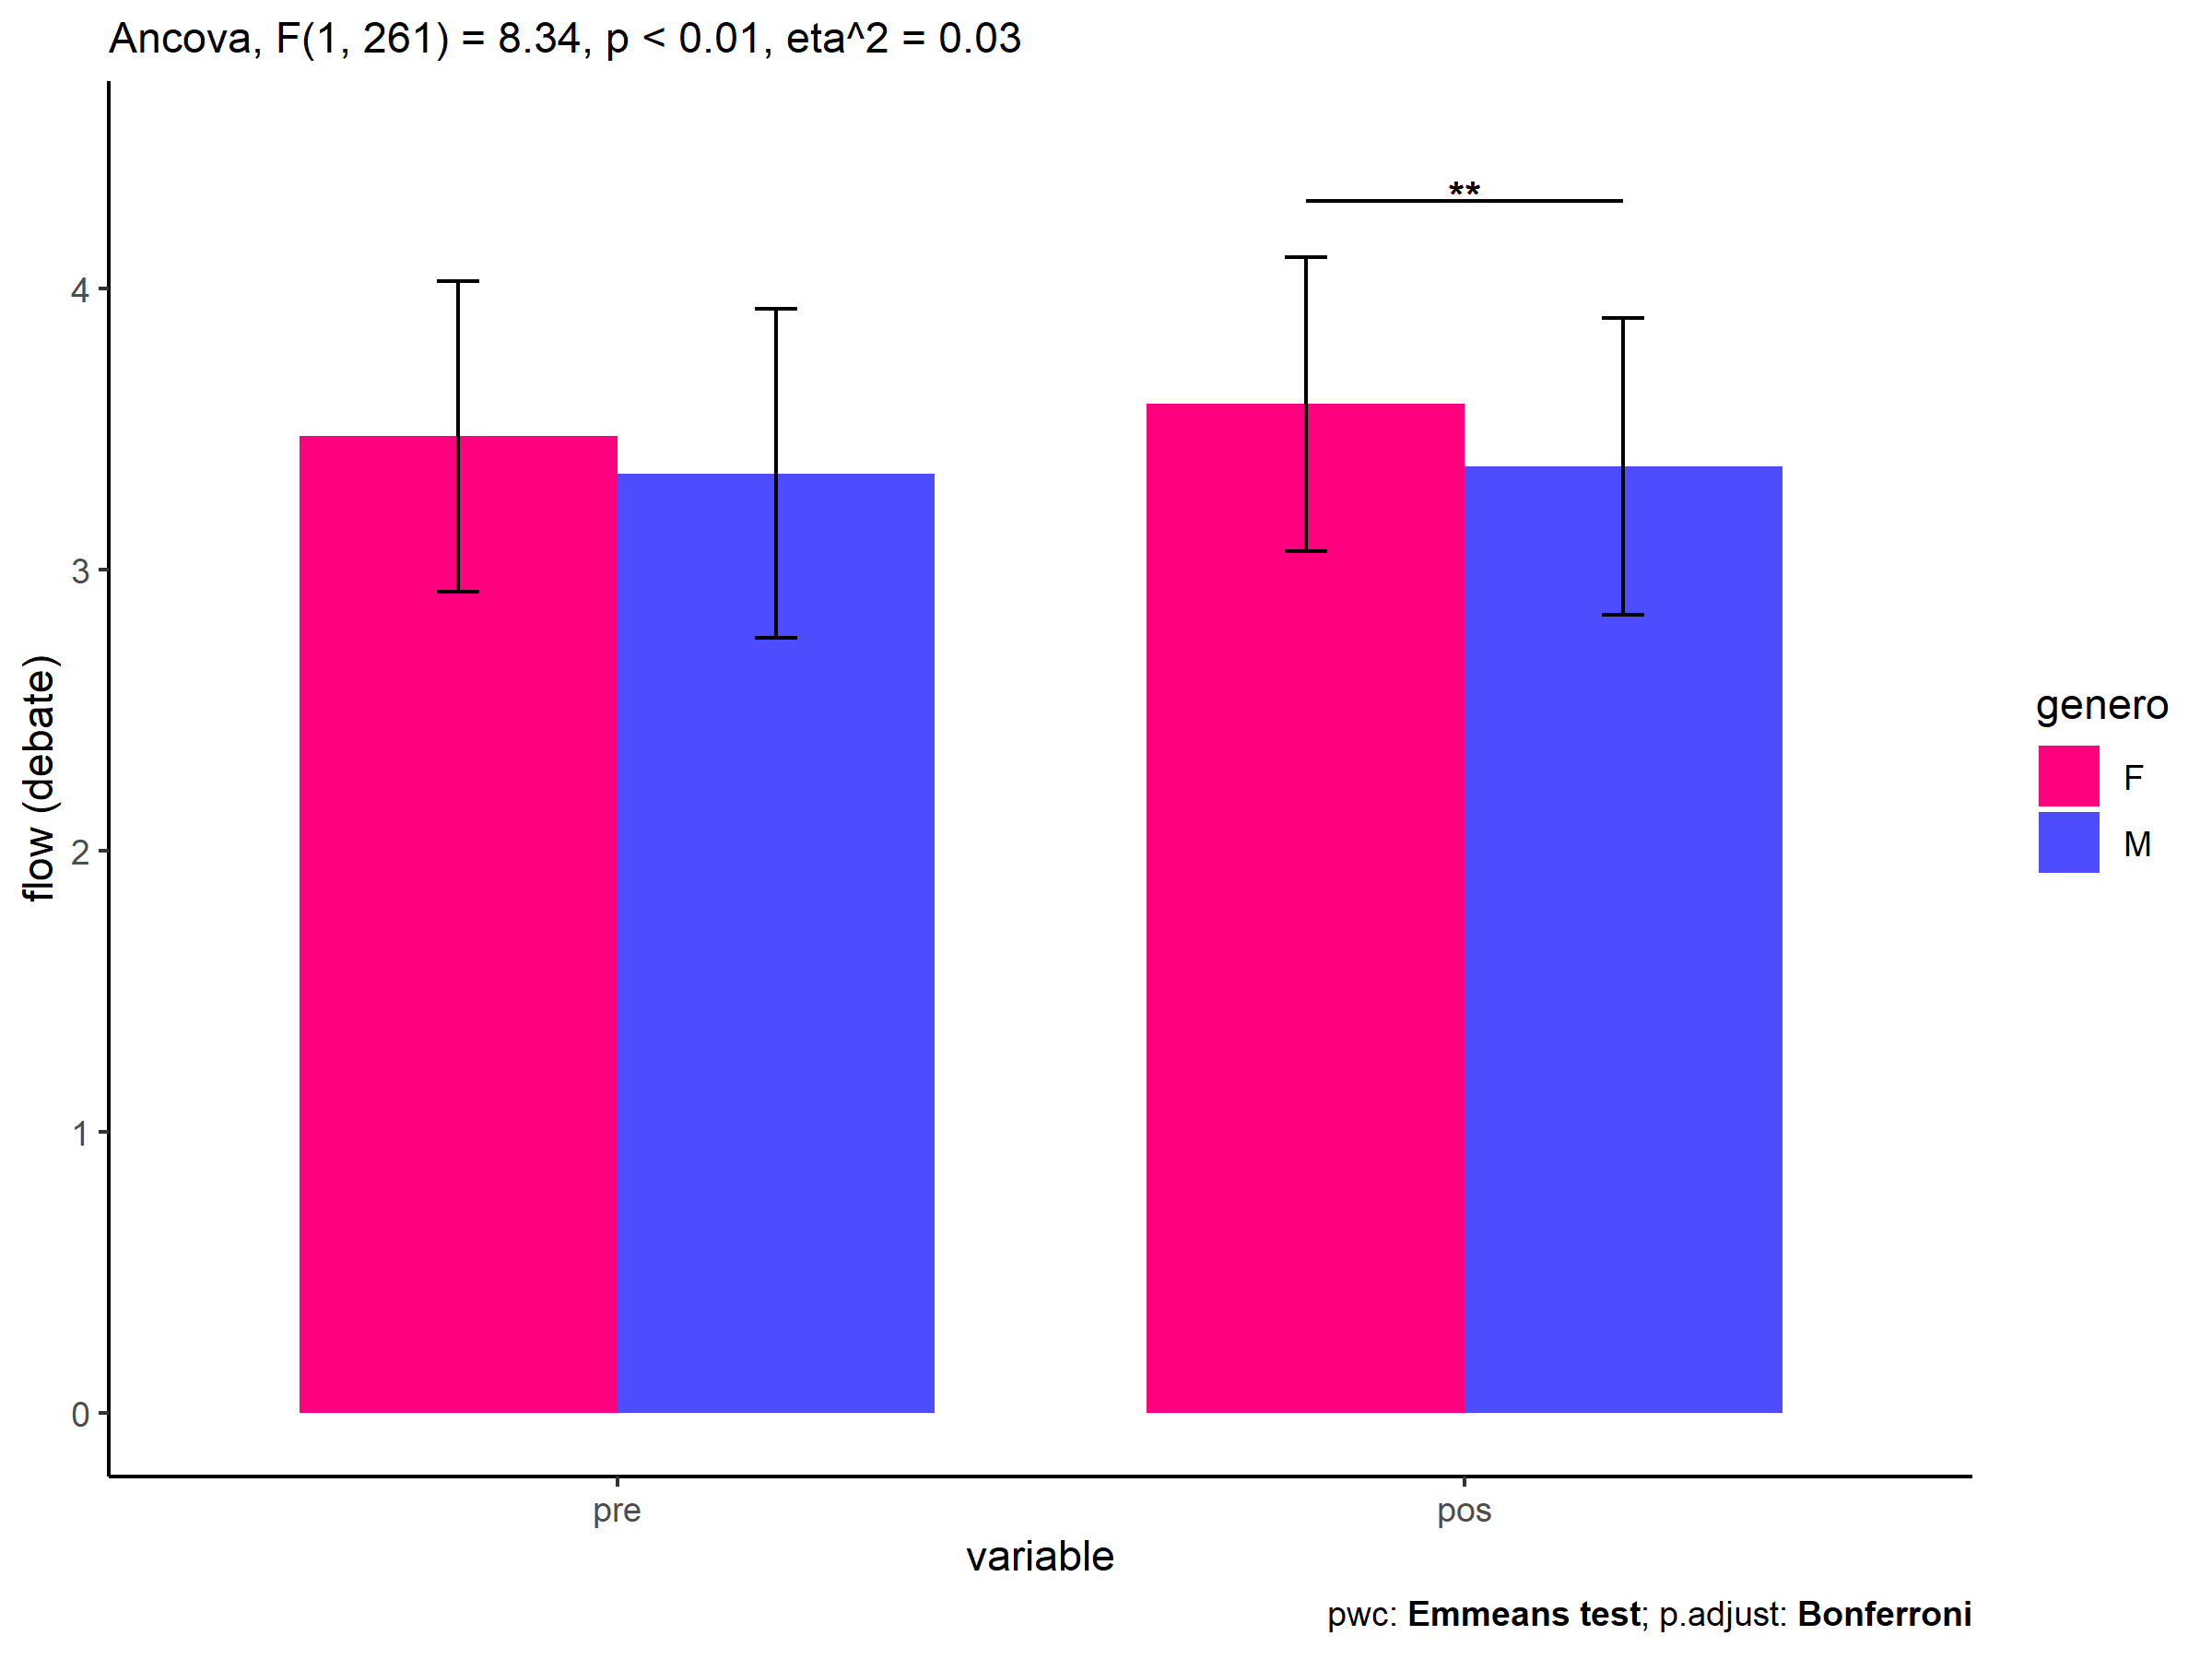 Ancova, F(1, 261) = 8.34, p < 0.01, eta^2 = 0.03
**
4
3
2
1
0
flow (debate)
pre
pos
variable
genero
F
M
pwc: Emmeans test; p.adjust: Bonferroni